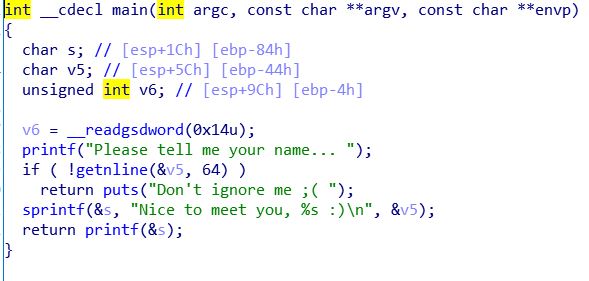 int __cdecl main(int argc, const char **argv, const char **envp)
{
  char s; // [esp+1Ch] [ebp-84h]
  char v5; // [esp+5Ch] [ebp-44h]
  unsigned int v6; // [esp+9Ch] [ebp-4h]

  v6 = __readgsdword(0x14u);
  printf("Please tell me your name... ");
  if ( !getnline(&v5, 64) )
    return puts("Don't ignore me ;( ");
  sprintf(&s, "Nice to meet you, %s :)\n", &v5);
  return printf(&s);
}